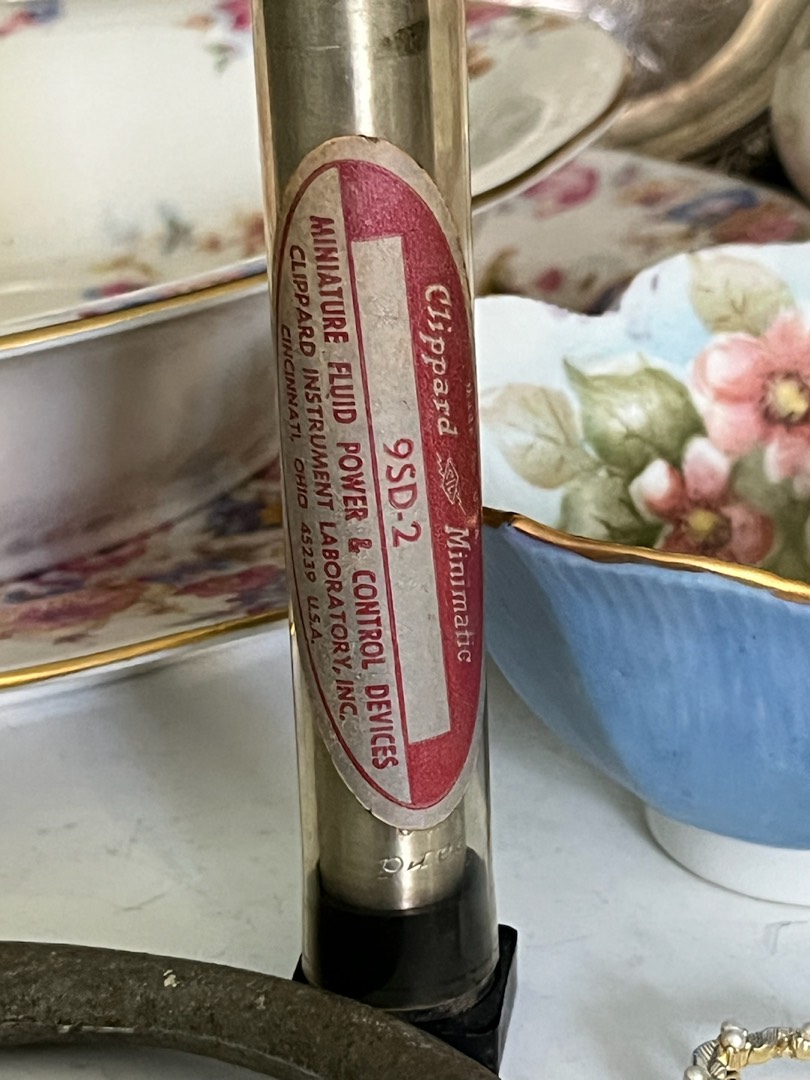 Clippard Minimatic
9SD-2
MINIATURE FLUID POWER & CONTROL DEVICES
CLIPPARD INSTRUMENT LABORATORY, INC.
CINCINNATI, OHIO 45239 U.S.A.